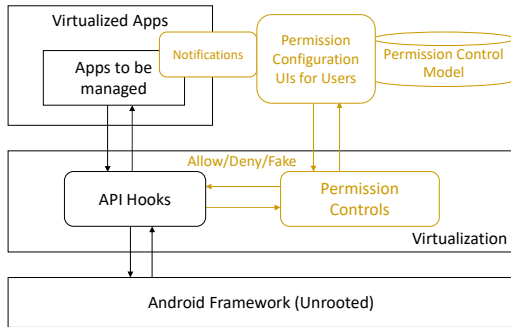 Virtualized Apps
Notifications
Permission
Configuration
UIs for Users
Permission Control
Model
Apps to be
managed
Allow/Deny/Fake
API Hooks
Permission
Controls
Virtualization
Android Framework (Unrooted)